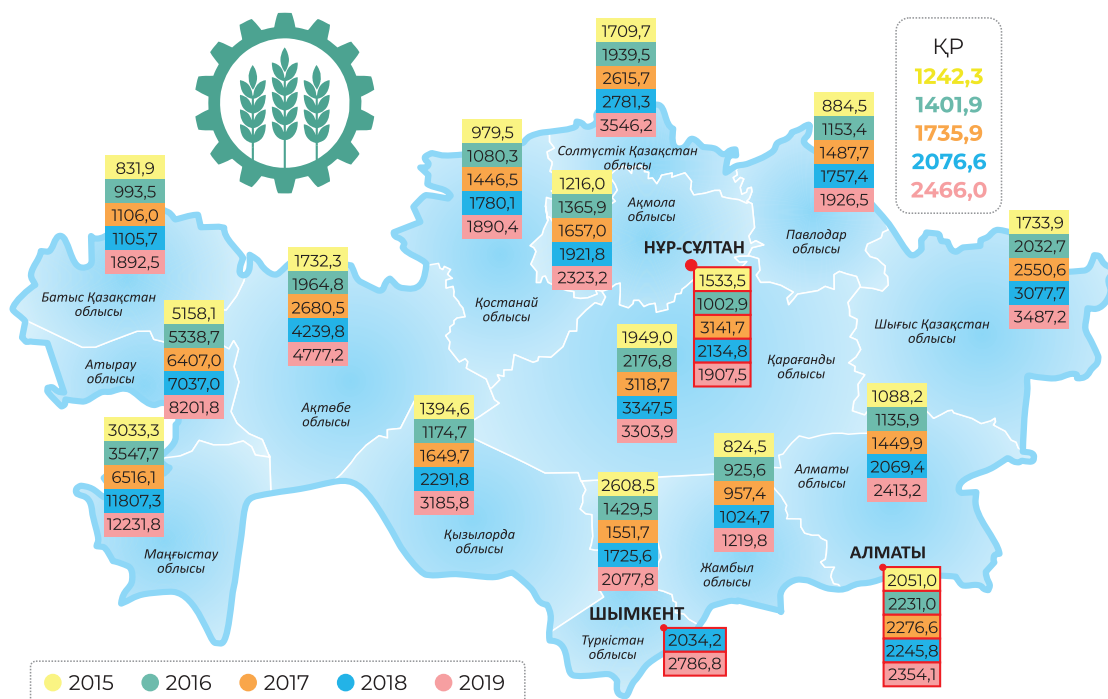 1709,7
1939,5
2615,7
2781,3
3546,2
Солтүстік Қазақстан
облысы
ҚР
1242,3
1401,9
1735,9
2076,6
2466,0
884,5
1153,4
1487,7
1757,4
1926,5
Павлодар
облысы
979,5
1080,3
1446,5
1780,1
1890,4
Қостанай
облысы
1216,0
1365,9
1657,0
1921,8
2323,2
Ақмола
облысы
НҰР-СҰЛТАН
1533,5
1002,9
3141,7
2134,8
1907,5
831,9
993,5
1106,0
1105,7
1892,5
Батыс Қазақстан
облысы
1733,9
2032,7
2550,6
3077,7
3487,2
Шығыс Қазақстан
облысы
1732,3
1964,8
2680,5
4239,8
4777,2
Ақтөбе
облысы
5158,1
5338,7
6407,0
7037,0
8201,8
Атырау
облысы
1949,0
2176,8
3118,7
3347,5
3303,9
Қарағанды
облысы
3033,3
3547,7
6516,1
11807,3
12231,8
Маңғыстау
облысы
1394,6
1174,7
1649,7
2291,8
3185,8
Қызылорда
облысы
1088,2
1135,9
1449,9
2069,4
2413,2
Алматы
облысы
824,5
925,6
957,4
1024,7
1219,8
Жамбыл
облысы
2608,5
1429,5
1551,7
1725,6
2077,8
Түркістан
облысы
ШЫМКЕНТ
2034,2
2786,8
АЛМАТЫ
2051,0
2231,0
2276,6
2245,8
2354,1
2015 2016 2017 2018 2019